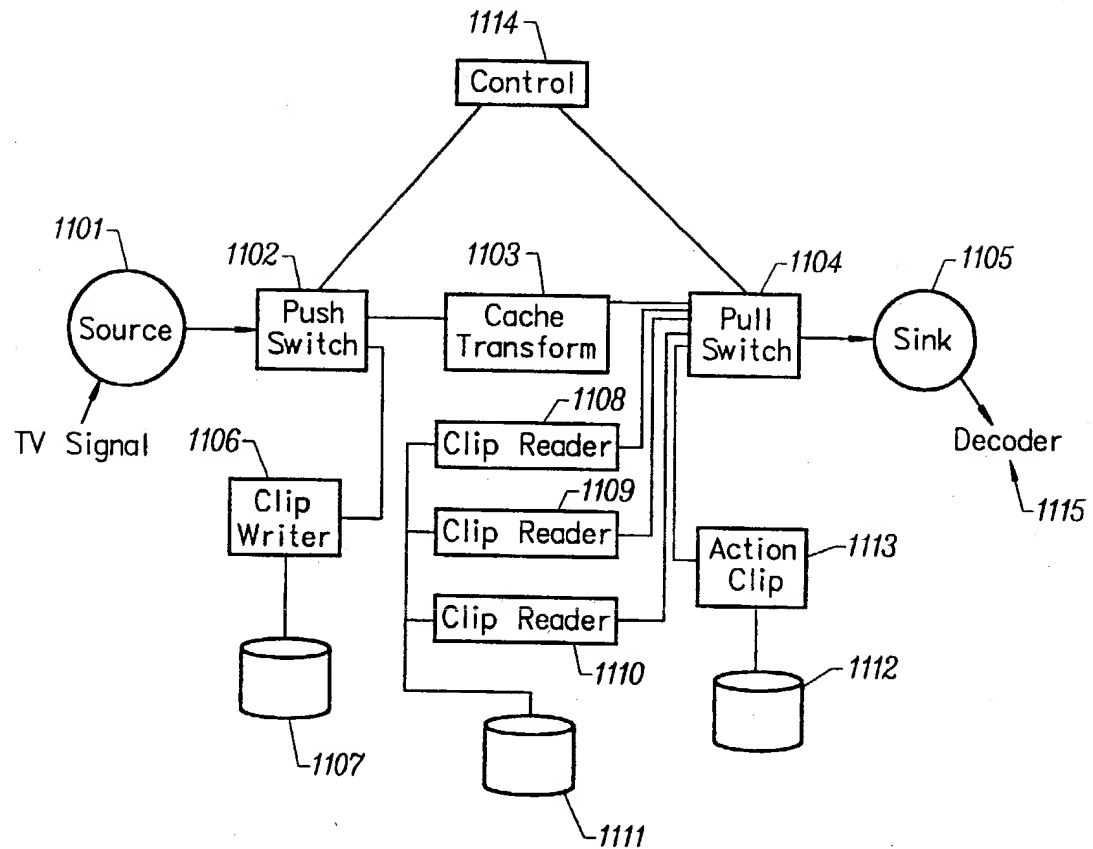 1114
Control
1101
1102
1103
1104
1105
Source
Push
Switch
Cache
Transform
Pull
Switch
Sink
TV Signal
1106
1108
Clip Reader
Decoder
Clip
Writer
1109
Clip Reader
1115
Action
Clip
1113
Clip Reader
1110
1112
1107
1111